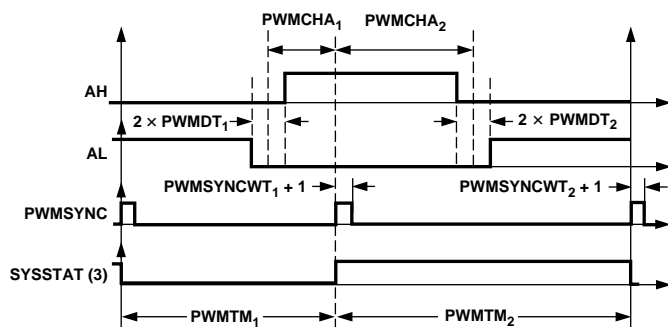 PWMCHA1 PWMCHA2
AH
2 × PWMDT1 2 × PWMDT2
AL
PWMSYNCWT1 + 1 PWMSYNCWT2 + 1
PWMSYNC
SYSSTAT (3)
PWMTM1 PWMTM2